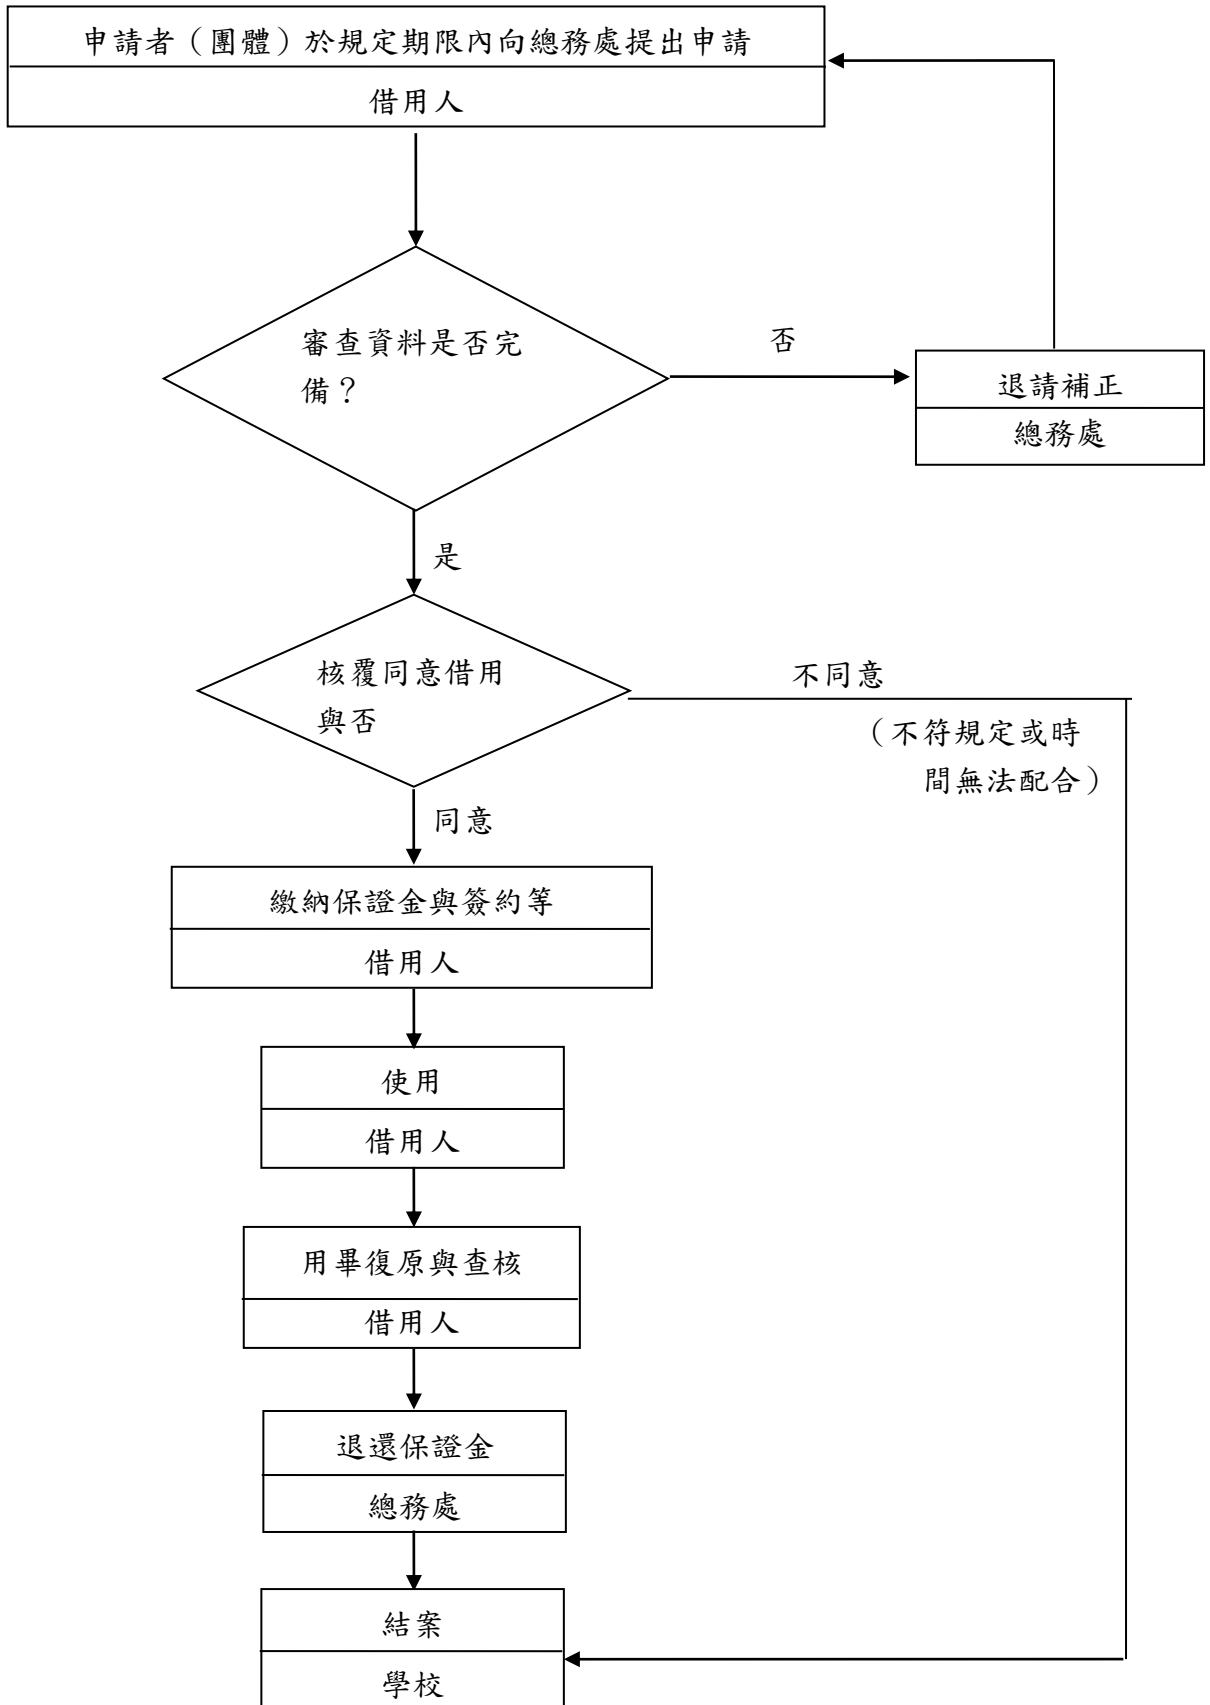 申請者（團體）於規定期限內向總務處提出申請
借用人
審查資料是否完
備？
否
退請補正
總務處
是
核覆同意借用
與否
不同意
（不符規定或時
間無法配合）
同意
繳納保證金與簽約等
借用人
使用
借用人
用畢復原與查核
借用人
退還保證金
總務處
結案
學校